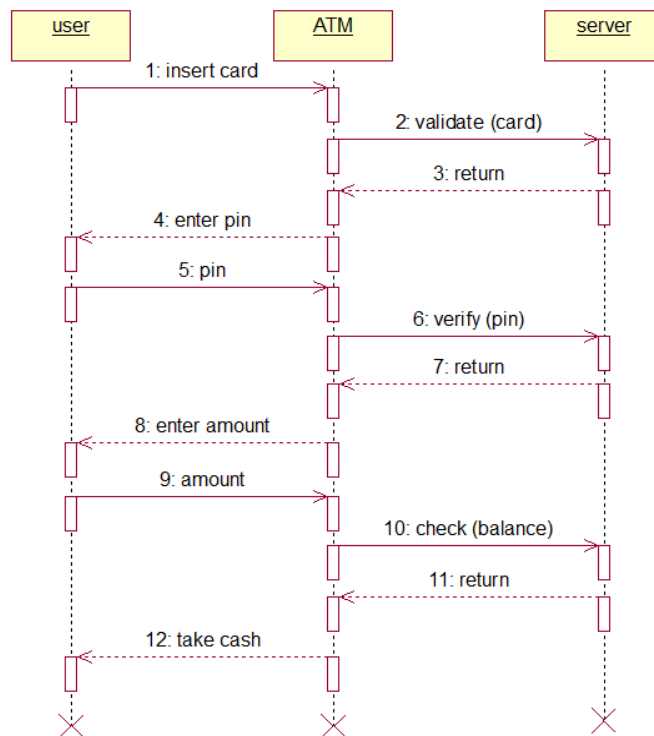 user
ATM
server
1: insert card
2: validate (card)
3: return
4: enter pin
5: pin
6: verify (pin)
7: return
8: enter amount
9: amount
10: check (balance)
11: return
12: take cash